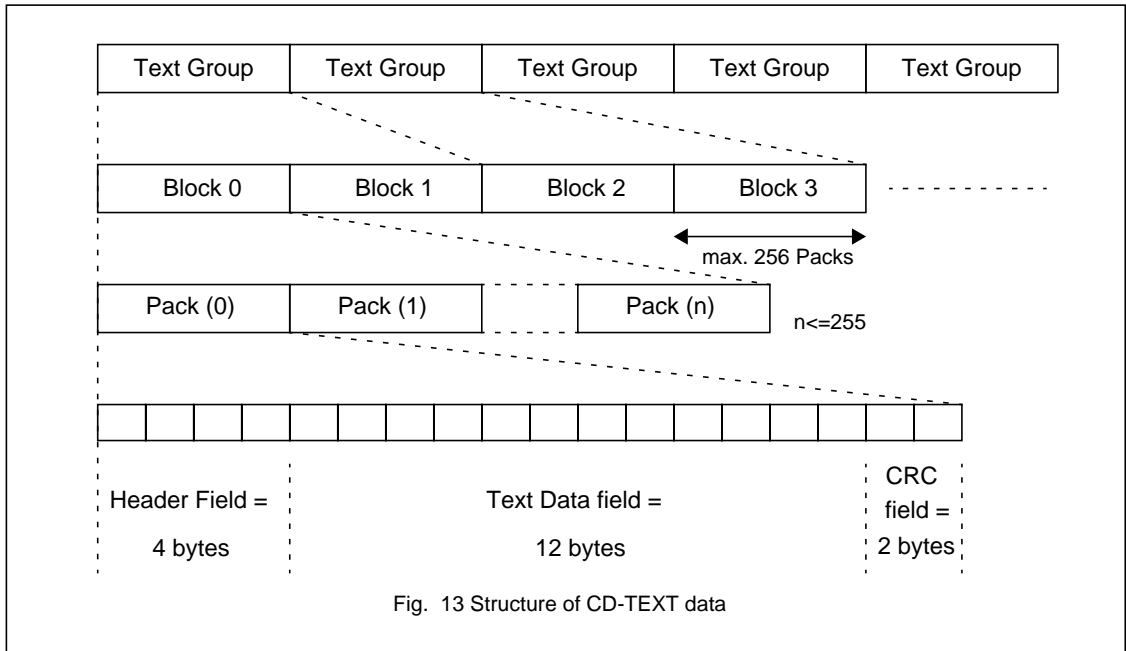 Text Group Text Group Text Group Text Group Text Group
Block 0 Block 1 Block 2 Block 3
max. 256 Packs
Pack (0) Pack (1) Pack (n)
n<=255
Header Field =
4 bytes
Text Data field =
12 bytes
CRC
field =
2 bytes
Fig. 13 Structure of CD-TEXT data